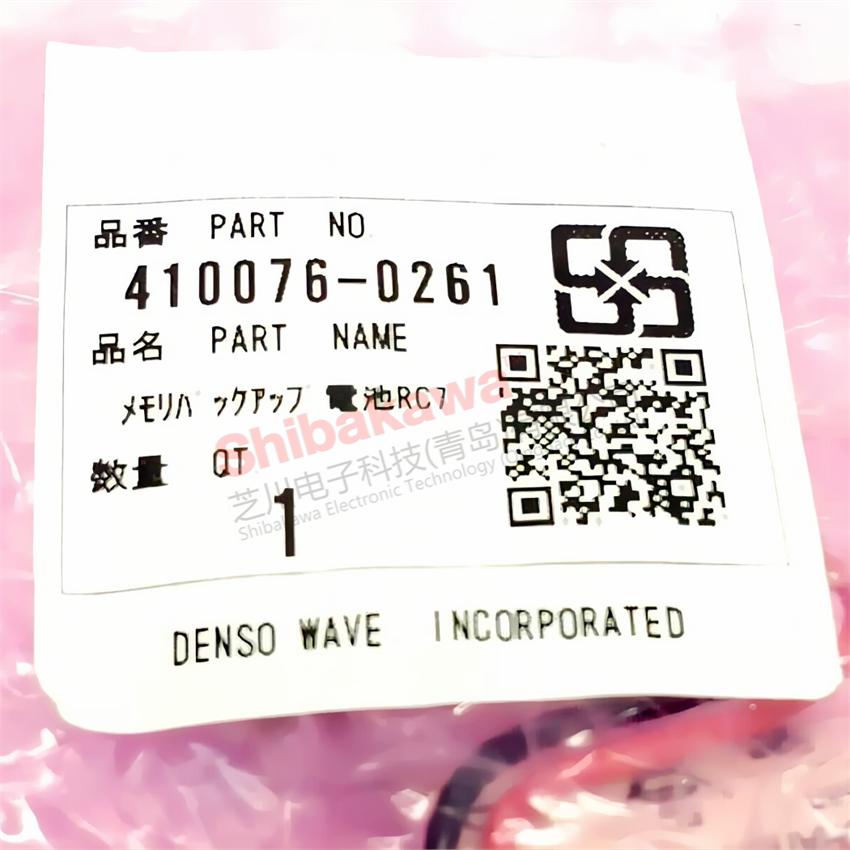 品番 PART NO.
410076-0261
品名 PART NAME
メモリバックアップ 電池RC7
数量 QT
1
DENSO WAVE INCORPORATED
Shibakawa
芝川电子科技(青岛
Shibakawa Electronic Technology